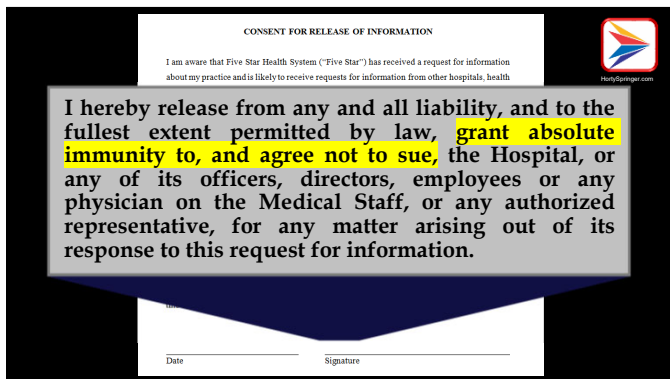 CONSENT FOR RELEASE OF INFORMATION
I am aware that Five Star Health System ("Five Star") has received a request for information
about my practice and is likely to receive requests for information from other hospitals, health
HortySpringer.com
I hereby release from any and all liability, and to the
fullest extent permitted by law, grant absolute
immunity to, and agree not to sue, the Hospital, or
any of its officers, directors, employees or any
physician on the Medical Staff, or any authorized
representative, for any matter arising out of its
response to this request for information.
Date Signature